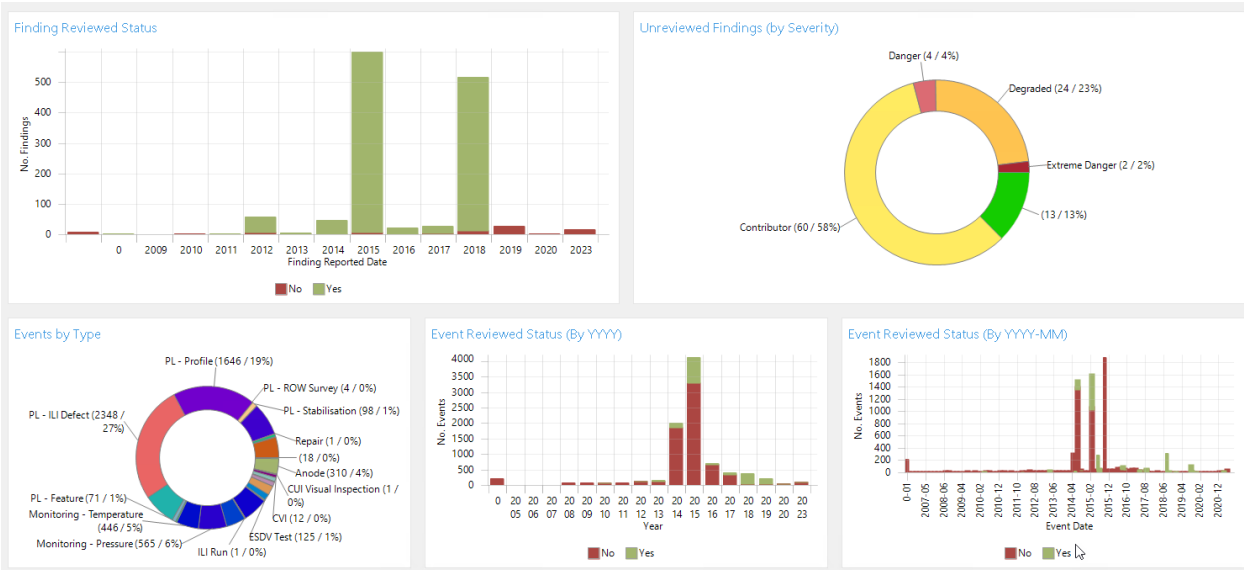 Finding Reviewed Status
500
400
300
200
100
0
No. Findings
0 2009 2010 2011 2012 2013 2014 2015 2016 2017 2018 2019 2020 2023
Finding Reported Date
No Yes
Unreviewed Findings (by Severity)
Danger (4 / 4%)
Degraded (24 / 23%)
Extreme Danger (2 / 2%)
(13 / 13%)
Contributor (60 / 58%)
Events by Type
PL - Profile (1646 / 19%)
PL - ROW Survey (4 / 0%)
PL - Stabilisation (98 / 1%)
Repair (1 / 0%)
(18 / 0%)
Anode (310 / 4%)
CUI Visual Inspection (1 /
0%)
CVI (12 / 0%)
ESDV Test (125 / 1%)
ILI Run (1 / 0%)
Monitoring - Pressure (565 / 6%)
Monitoring - Temperature
(446 / 5%)
PL - Feature (71 / 1%)
PL - ILI Defect (2348 /
27%)
Event Reviewed Status (By YYYY)
4000
3500
3000
2500
2000
1500
1000
500
0
No. Events
0 20 20 20 20 20 20 20 20 20 20 20 20 20 20 20 20 20
05 06 07 08 09 10 11 12 13 14 15 16 17 18 19 20 23
Year
No Yes
Event Reviewed Status (By YYYY-MM)
1800
1600
1400
1200
1000
800
600
400
200
0
No. Events
0-01 2007-05 2008-06 2009-04 2010-02 2010-12 2011-10 2012-08 2013-06 2014-04 2015-02 2015-12 2016-10 2017-08 2018-06 2019-04 2020-02 2020-12
Event Date
No Yes